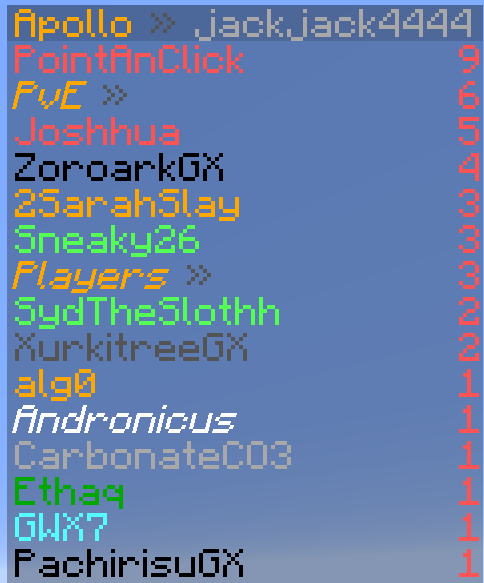 Apollo » jackjack4444
PointAnClick 9
PvE » 6
Joshhua 5
ZoroarkGX 4
2SarahSlay 3
Sneaky26 3
Players » 3
SydTheSlothh 2
XurkitreeGX 2
alg0 1
Andronicus 1
CarbonateCO3 1
Ethaq 1
GWX7 1
PachirisuGX 1